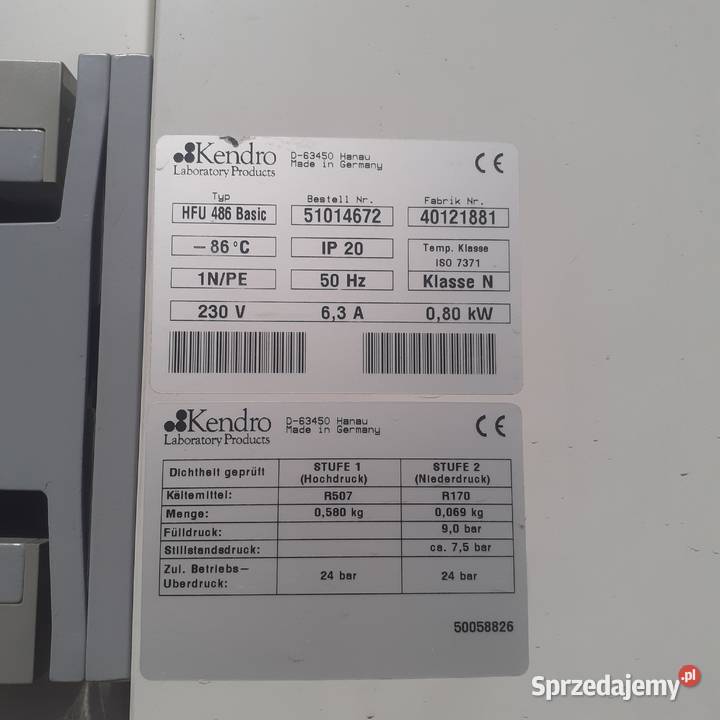 Kendro
Laboratory Products
D-63450 Hanau
Made in Germany
CE
Typ
Bestell Nr.
Fabrik Nr.
HFU 486 Basic
51014672
40121881
– 86 °C
IP 20
Temp. Klasse
ISO 7371
1N/PE
50 Hz
Klasse N
230 V
6,3 A
0,80 kW
Kendro
Laboratory Products
D-63450 Hanau
Made in Germany
CE
Dichtheit geprüft
STUFE 1
(Hochdruck)
STUFE 2
(Niederdruck)
Kältemittel:
R507
R170
Menge:
0,580 kg
0,069 kg
Fülldruck:
9,0 bar
Stillstandsdruck:
ca. 7,5 bar
Zul. Betriebs–
Uberdruck:
24 bar
24 bar
50058826
Sprzedajemy.pl